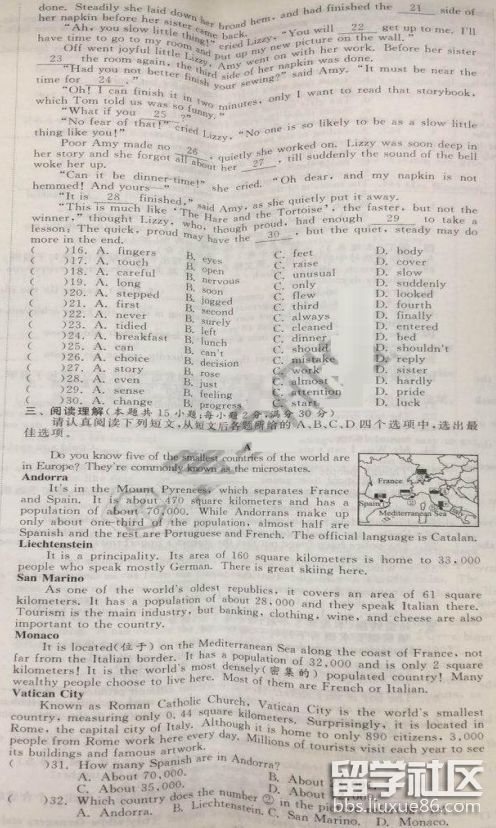 done. Steadily she laid down her broad hem, and had finished the 21 side of
her napkin before her sister came back.
"Ah, you slow little thing!" cried Lizzy, "You will 22 get up to me. I'll
have time to go to my room and put up my new picture on the wall."
Off went joyful little Lizzy, Amy went on with her work. Before her sister
23 the room again, the third side of her napkin was done.
"Had you not better finish your sewing?" said Amy. "It must be near the
time for 24 ."
"Oh! I can finish it in two minutes, only I want to read that storybook,
which Tom told us was so funny."
"What if you 25 ?"
"No fear of that!" cried Lizzy, "No one is so likely to be as a slow little
thing like you!"
Poor Amy made no 26 , quietly she worked on. Lizzy was soon deep in
her story and she forgot all about her 27 , till suddenly the sound of the bell
woke her up.
"Can it be dinner-time!" she cried. "Oh dear, and my napkin is not
hemmed! And yours—"
"It is 28 finished," said Amy, as she quietly put it away.
"This is much like 'The Hare and the Tortoise', the faster, but not the
winner," thought Lizzy, who, though proud, had enough 29 to take a
lesson: The quick, proud may have the 30 , but the quiet, steady may do
more in the end.
( )16. A. fingers B. eyes C. feet D. body
( )17. A. touch B. open C. raise D. cover
( )18. A. careful B. nervous C. unusual D. slow
( )19. A. long B. soon C. only D. suddenly
( )20. A. stepped B. jogged C. flew D. looked
( )21. A. first B. second C. third D. fourth
( )22. A. never B. surely C. always D. finally
( )23. A. tidied B. left C. cleaned D. entered
( )24. A. breakfast B. lunch C. dinner D. bed
( )25. A. can B. can't C. should D. shouldn't
( )26. A. choice B. decision C. mistake D. reply
( )27. A. story B. rose C. work D. sister
( )28. A. even B. just C. almost D. hardly
( )29. A. sense B. feeling C. attention D. pride
( )30. A. change B. progress C. start D. luck
三、阅读理解(本题共15小题;每小题2分,满分30分)
请认真阅读下列短文,从短文后各题所给的A、B、C、D四个选项中,选出最
佳选项。
A
Do you know five of the smallest countries of the world are
in Europe? They're commonly known as the microstates.
Andorra
It's in the Mount Pyrenees, which separates France
and Spain. It is about 470 square kilometers and has a
population of about 70,000. While Andorrans make up
only about one-third of the population, almost half are
Spanish and the rest are Portuguese and French. The official language is Catalan.
France
Spain
Mediterranean Sea
Liechtenstein
It is a principality. Its area of 160 square kilometers is home to 33,000
people who speak mostly German. There is great skiing here.
San Marino
As one of the world's oldest republics, it covers an area of 61 square
kilometers. It has a population of about 28,000 and they speak Italian there.
Tourism is the main industry, but banking, clothing, wine, and cheese are also
important to the country.
Monaco
It is located(位于) on the Mediterranean Sea along the coast of France, not
far from the Italian border. It has a population of 32,000 and is only 2 square
kilometers! It is the world's most densely(密集的) populated country! Many
wealthy people choose to live here. Most of them are French or Italian.
Vatican City
Known as Roman Catholic Church, Vatican City is the world's smallest
country, measuring only 0.44 square kilometers. Surprisingly, it is located in
Rome, the capital city of Italy. Although it is home to only 890 citizens, 3,000
people from Rome work here every day. Millions of tourists visit each year to see
its buildings and famous artwork.
( )31. How many Spanish are in Andorra?
A. About 70,000. B. About
C. About 35,000. D. About
( )32. Which country does the number ② in the
A. Andorra. B. Liechtenstein. C. San Marino. D. Monaco.
留学社区
bbs.liuxue86.com